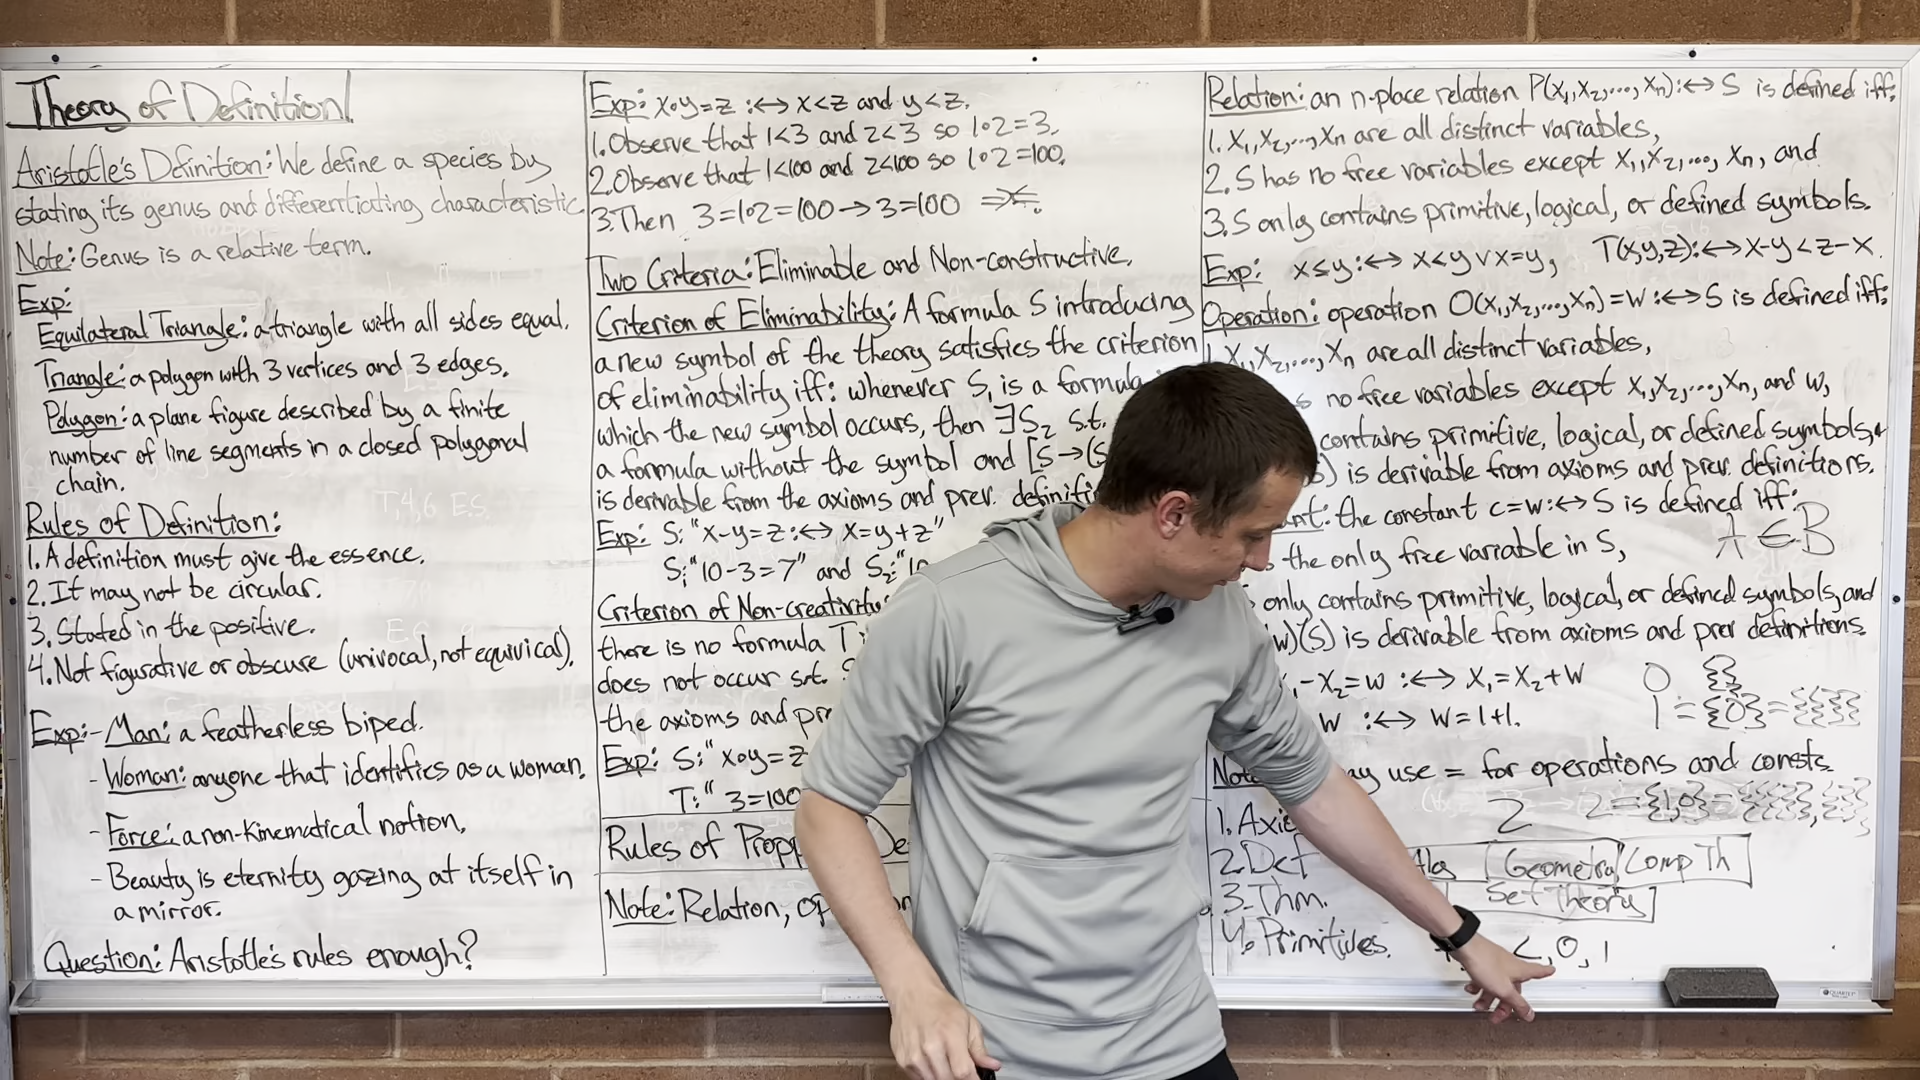 Theory of Definition
Aristotle's Definition: We define a species by
stating its genus and differentiating characteristic.
Note: Genus is a relative term.
Exp:
Equilateral Triangle: a triangle with all sides equal.
Triangle: a polygon with 3 vertices and 3 edges.
Polygon: a plane figure described by a finite
number of line segments in a closed polygonal
chain.
Rules of Definition:
1. A definition must give the essence.
2. It may not be circular.
3. Stated in the positive.
4. Not figurative or obscure (univocal, not equivical).
Exp: - Man: a featherless biped.
- Woman: anyone that identifies as a woman.
- Force: a non-kinematical notion.
- Beauty is eternity gazing at itself in
a mirror.
Question: Aristotle's rules enough?
Exp: x∘y=z :↔ x<z and y<z.
1. Observe that 1<3 and 2<3 so 1∘2=3.
2. Observe that 1<100 and 2<100 so 1∘2=100.
3. Then 3=1∘2=100→3=100
Two Criteria: Eliminable and Non-constructive.
Criterion of Eliminability: A formula S introducing
a new symbol of the theory satisfies the criterion
of eliminability iff: whenever S₁ is a formula
which the new symbol occurs, then ∃S₂ s.t.
a formula without the symbol and [S→(S
is derivable from the axioms and prev.
Exp: S: "x-y=z :↔ x=y+z"
S₁: "10-3=7" and S₂:
Criterion of Non-creativity
there is no formula T
does not occur s.t.
the axioms and
Exp: S: "x∘y=z
T: "3=100
Rules of
Note: Relation,
Relation: an n-place relation P(x₁,x₂,...,xₙ):↔S is defined iff:
1. x₁,x₂,...,xₙ are all distinct variables,
2. S has no free variables except x₁,x₂,...,xₙ, and
3. S only contains primitive, logical, or defined symbols.
Exp: x≤y :↔ x<y ∨ x=y, T(x,y,z):↔x-y<z-x.
Operation: operation O(x₁,x₂,...,xₙ)=w :↔S is defined iff:
1. x₁,x₂,...,xₙ are all distinct variables,
no free variables except x₁,x₂,...,xₙ, and w,
contains primitive, logical, or defined symbols,
S) is derivable from axioms and prev. definitions.
the constant c=w :↔S is defined iff:
the only free variable in S,
A ∈ B
only contains primitive, logical, or defined symbols, and
w)(S) is derivable from axioms and prev definitions.
-x₂=w :↔ x₁=x₂+w
w :↔ w=1+1.
0 {}
1={0}={{}}
use = for operations and consts.
2 2={1,0}=
1.
2. Def
3. Thm.
4. Primitives.
Alg Geometry Comp Th
Set Theory
<,0,1